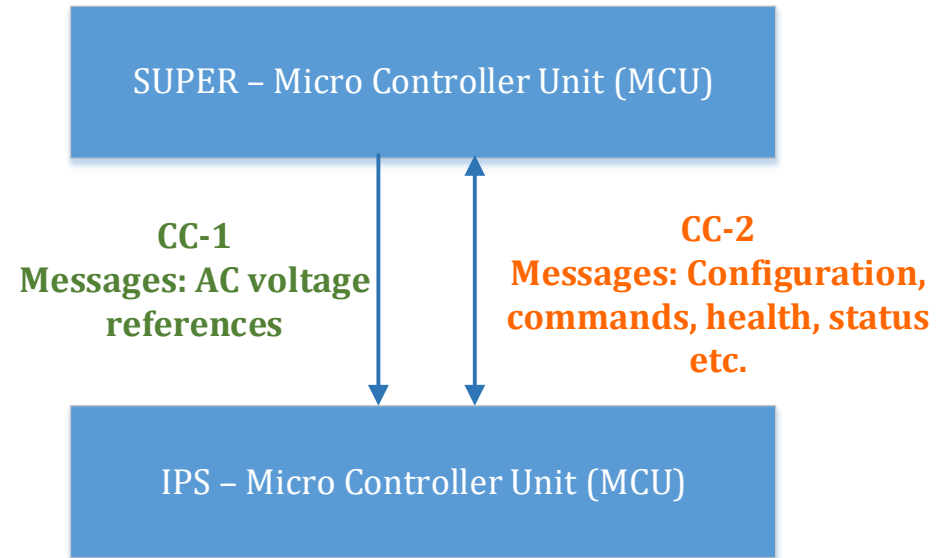 SUPER – Micro Controller Unit (MCU)
CC-1
Messages: AC voltage
references
CC-2
Messages: Configuration,
commands, health, status
etc.
IPS – Micro Controller Unit (MCU)